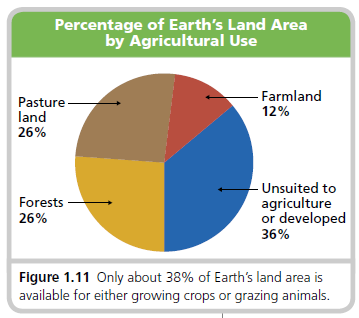 Percentage of Earth's Land Area
by Agricultural Use
Pasture
land
26%
Farmland
12%
Forests
26%
Unsuited to
agriculture
or developed
36%
Figure 1.11 Only about 38% of Earth's land area is
available for either growing crops or grazing animals.